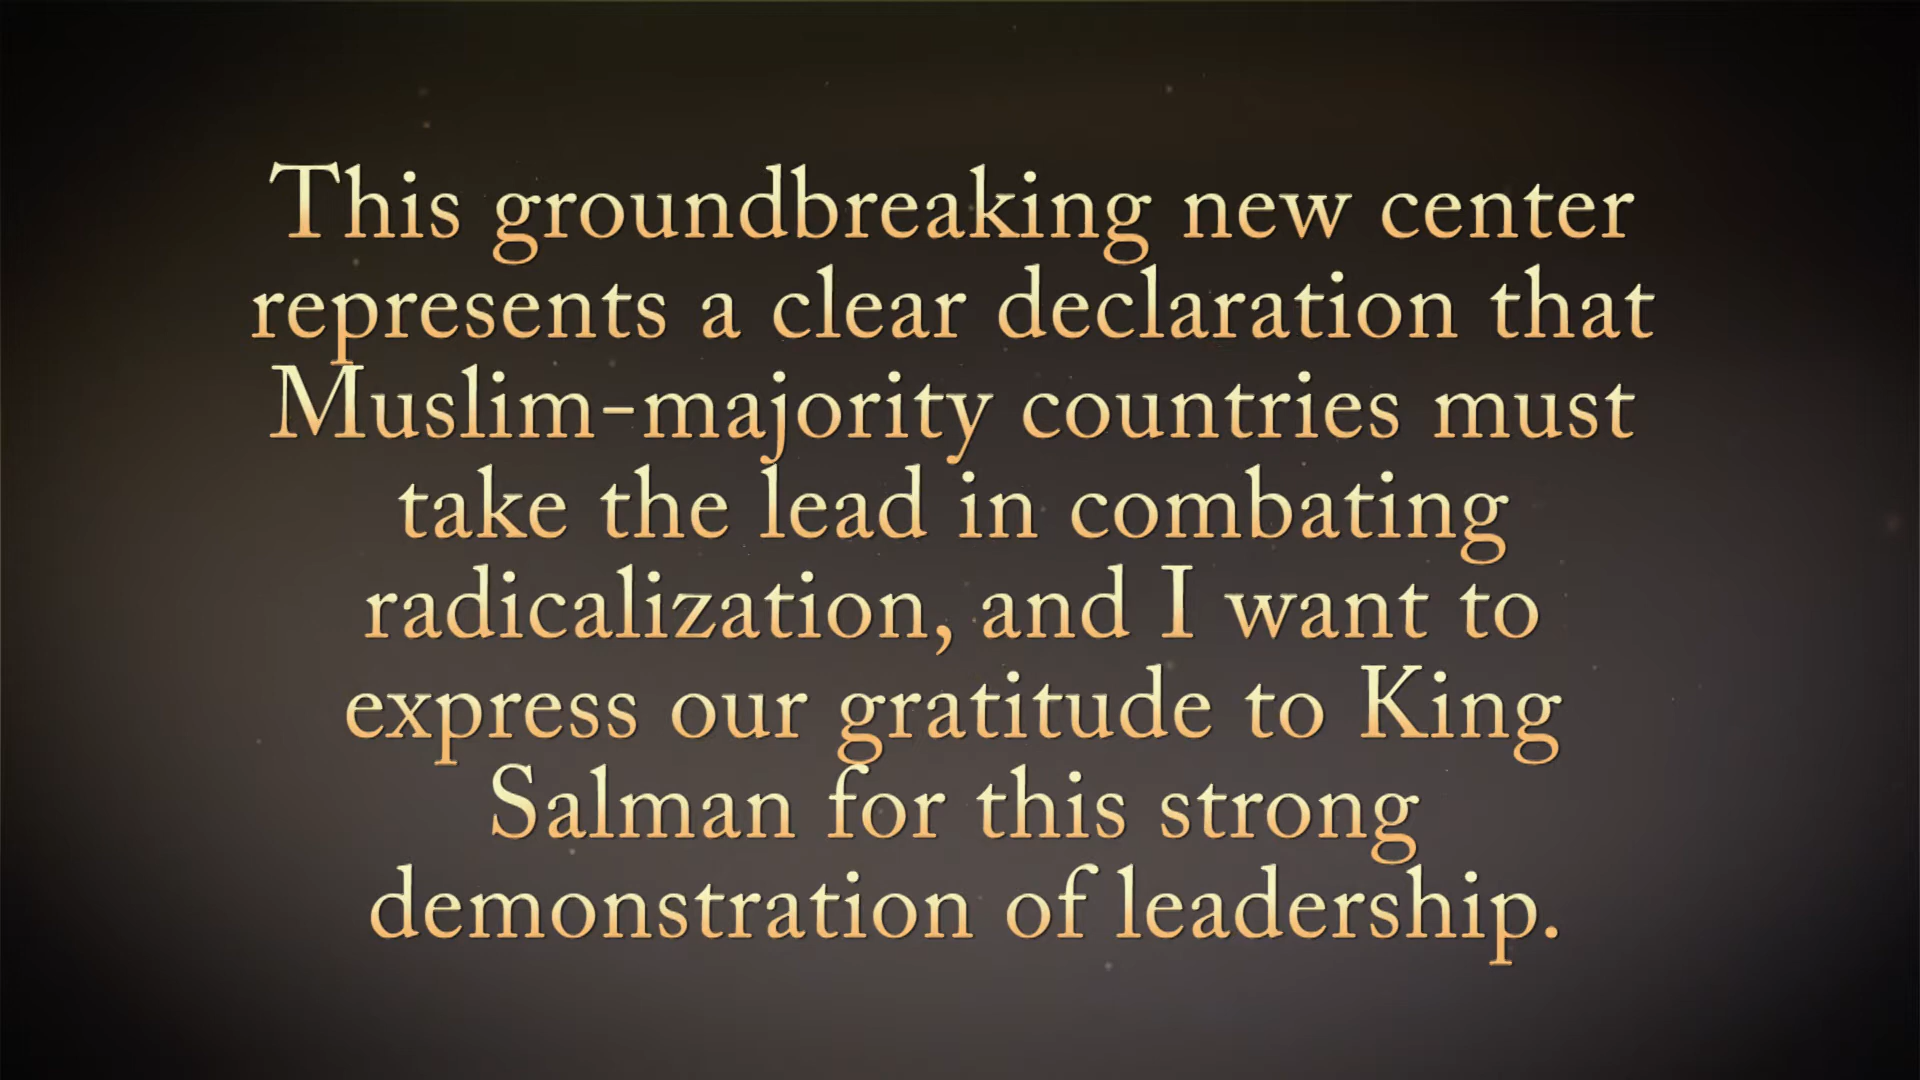 This groundbreaking new center
represents a clear declaration that
Muslim-majority countries must
take the lead in combating
radicalization, and I want to
express our gratitude to King
Salman for this strong
demonstration of leadership.